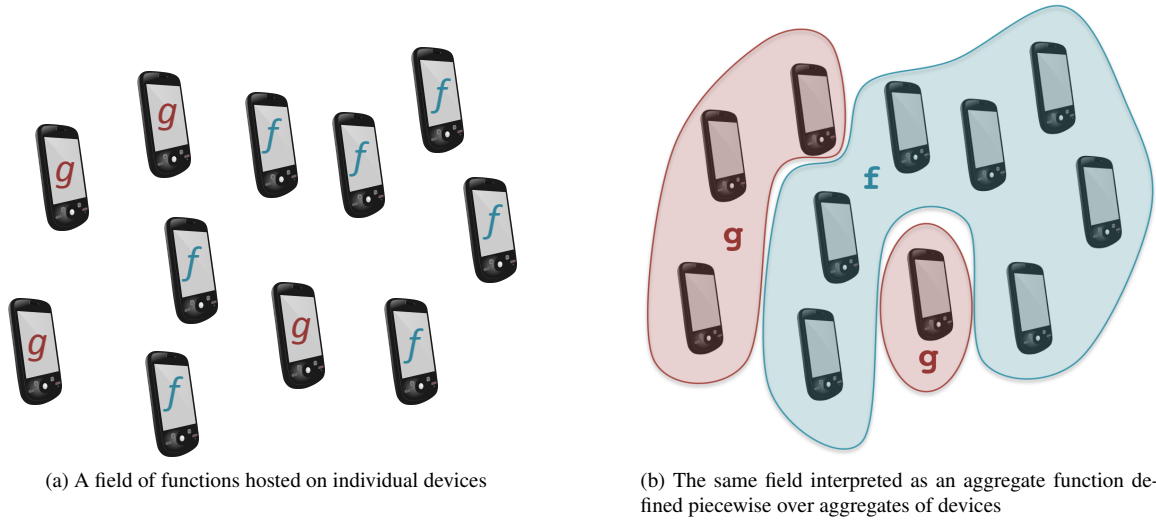 f
g
f
f
g
f
f
g
g
f
f
f
g
g
(a) A field of functions hosted on individual devices
(b) The same field interpreted as an aggregate function de-
fined piecewise over aggregates of devices